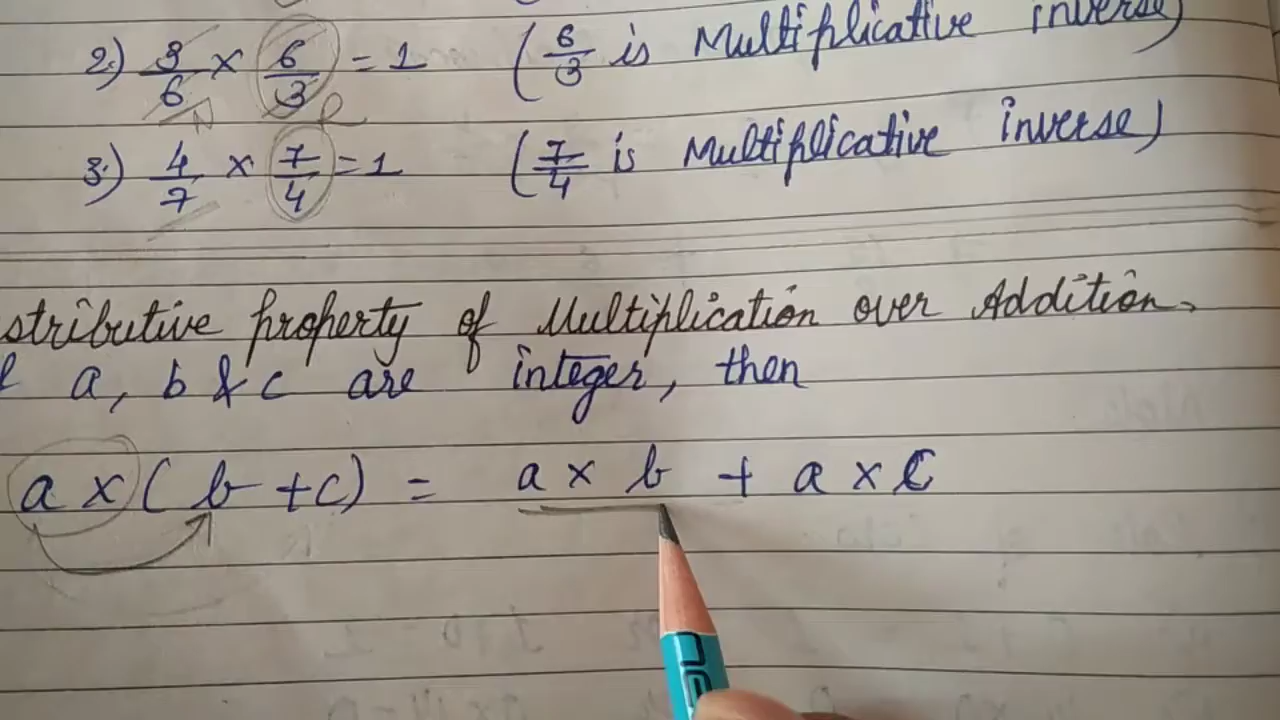 2.) 3/6 × 6/3 = 1 (6/3 is Multiplicative inverse)
N R
3.) 4/7 × 7/4 = 1 (7/4 is Multiplicative inverse)
stributive property of Multiplication over Addition.
a, b & c are integer, then
a × (b + c) = a × b + a × c
ne